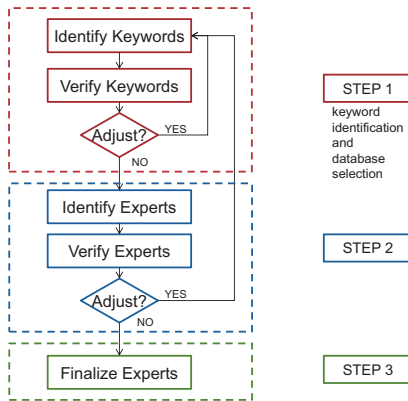 Identify Keywords
Verify Keywords
Adjust?
YES
NO
STEP 1
keyword
identification
and
database
selection
Identify Experts
Verify Experts
STEP 2
Adjust?
YES
NO
Finalize Experts
STEP 3